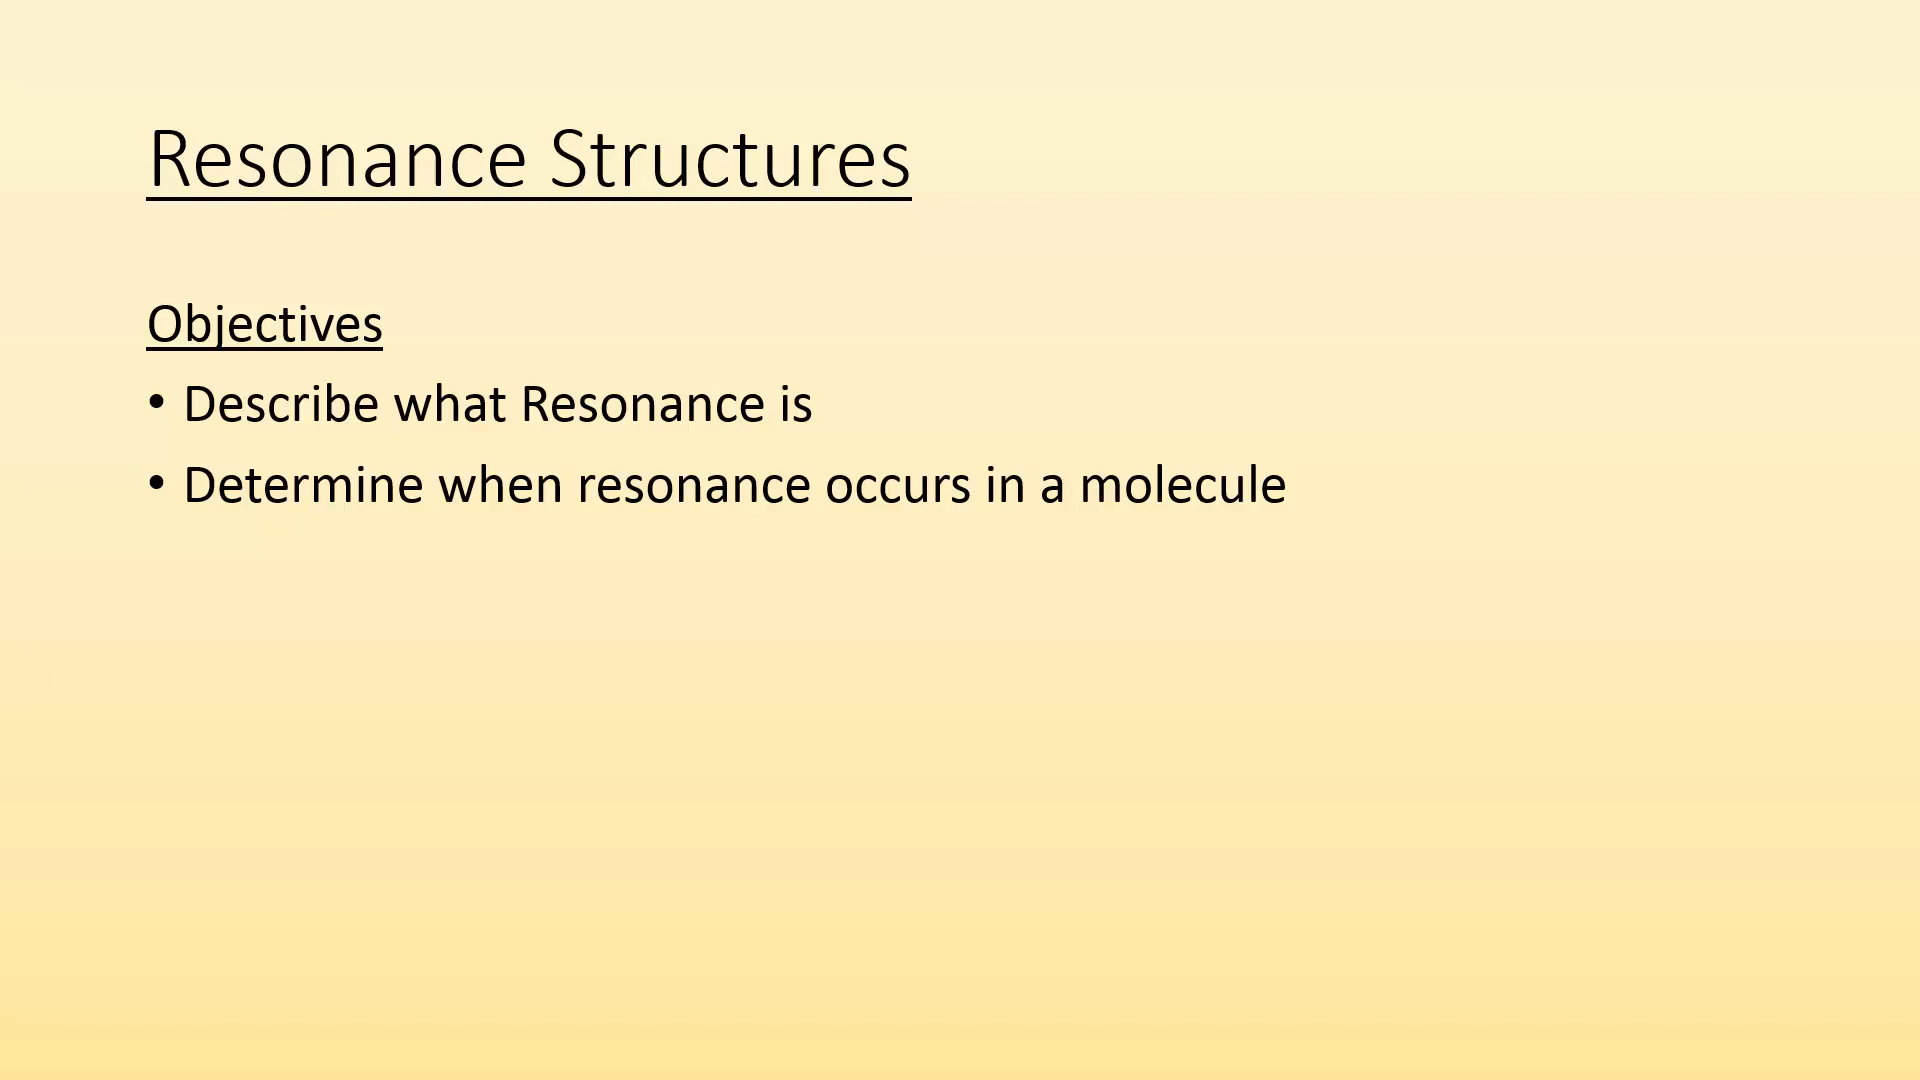 Resonance Structures
Objectives
• Describe what Resonance is
• Determine when resonance occurs in a molecule